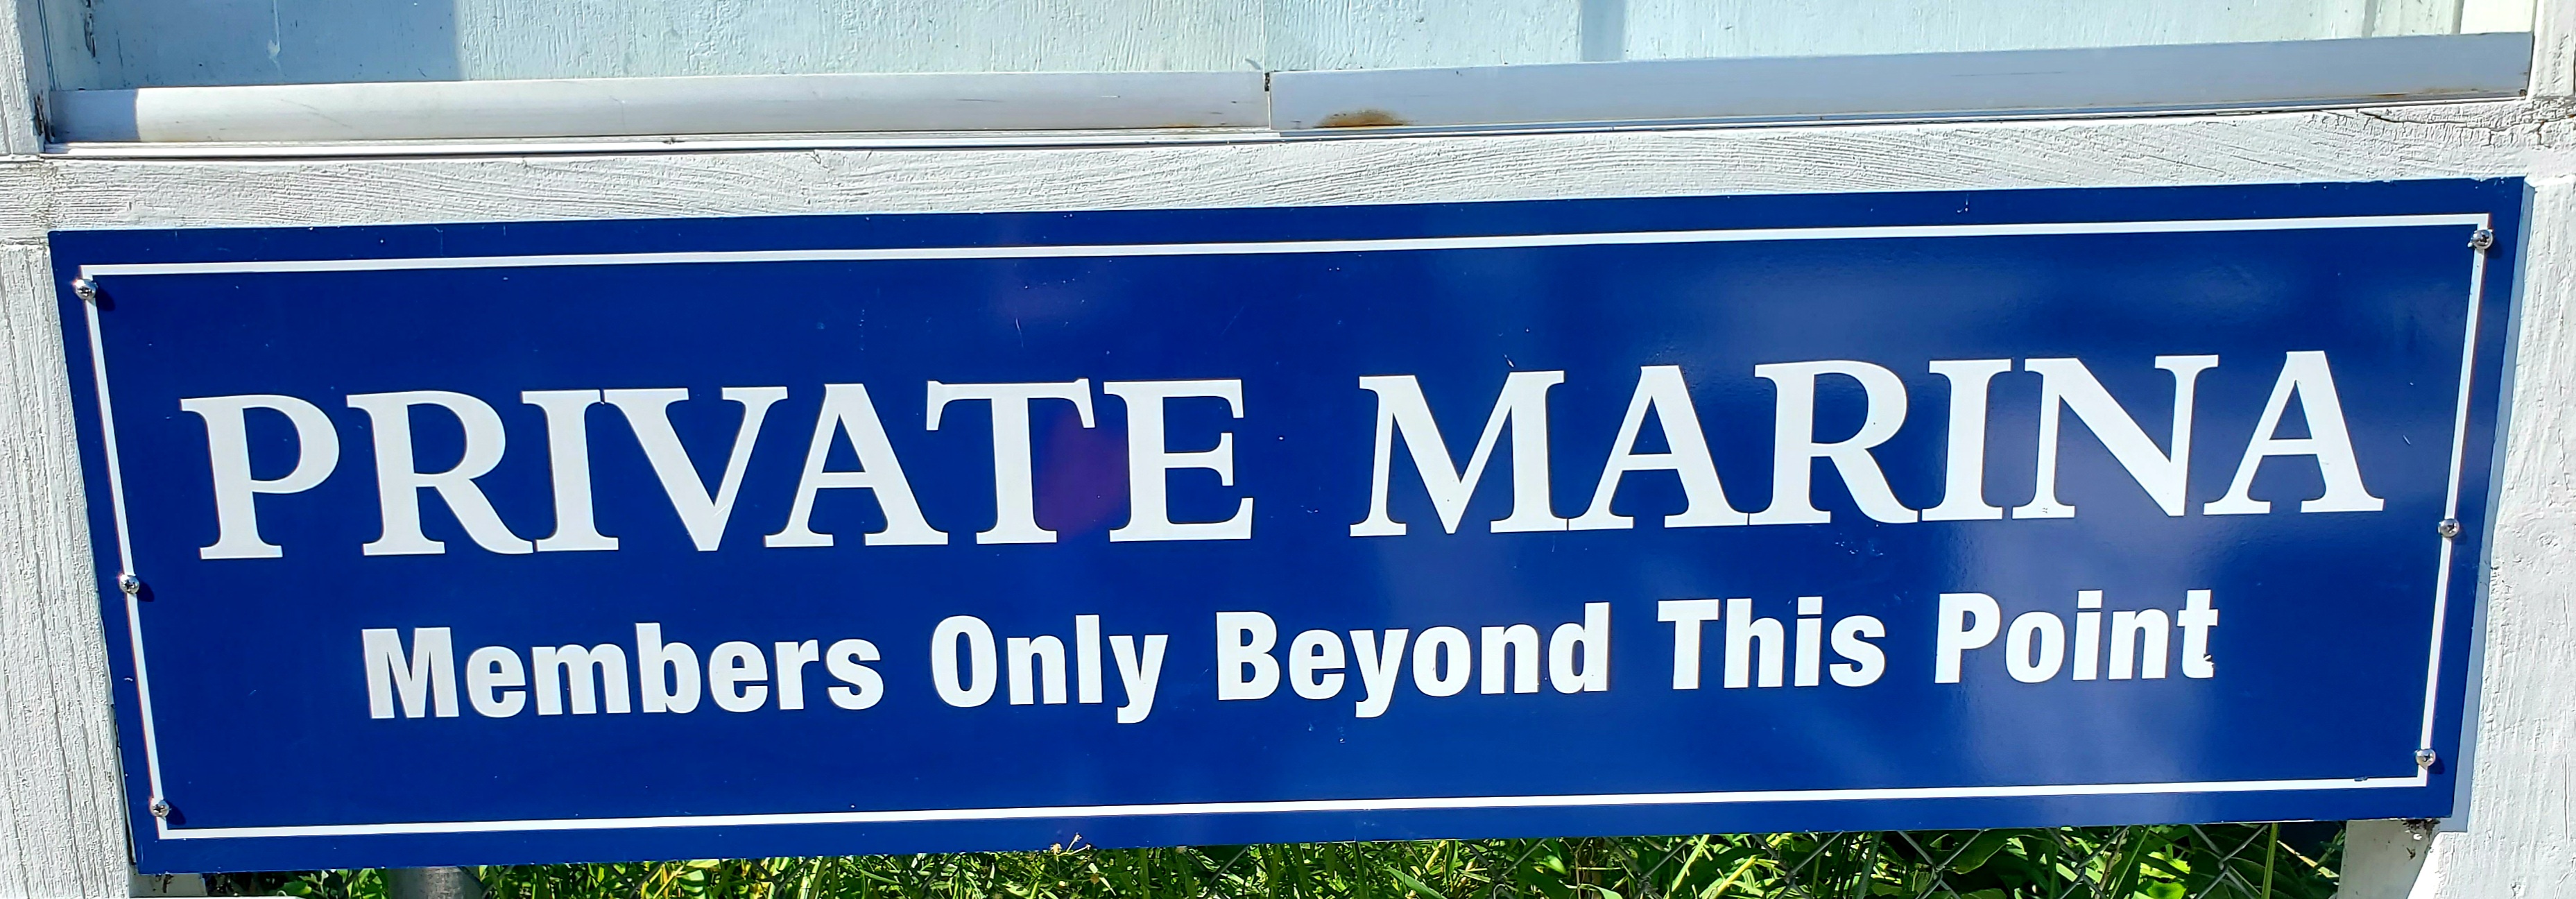 PRIVATE MARINA
Members Only Beyond This Point